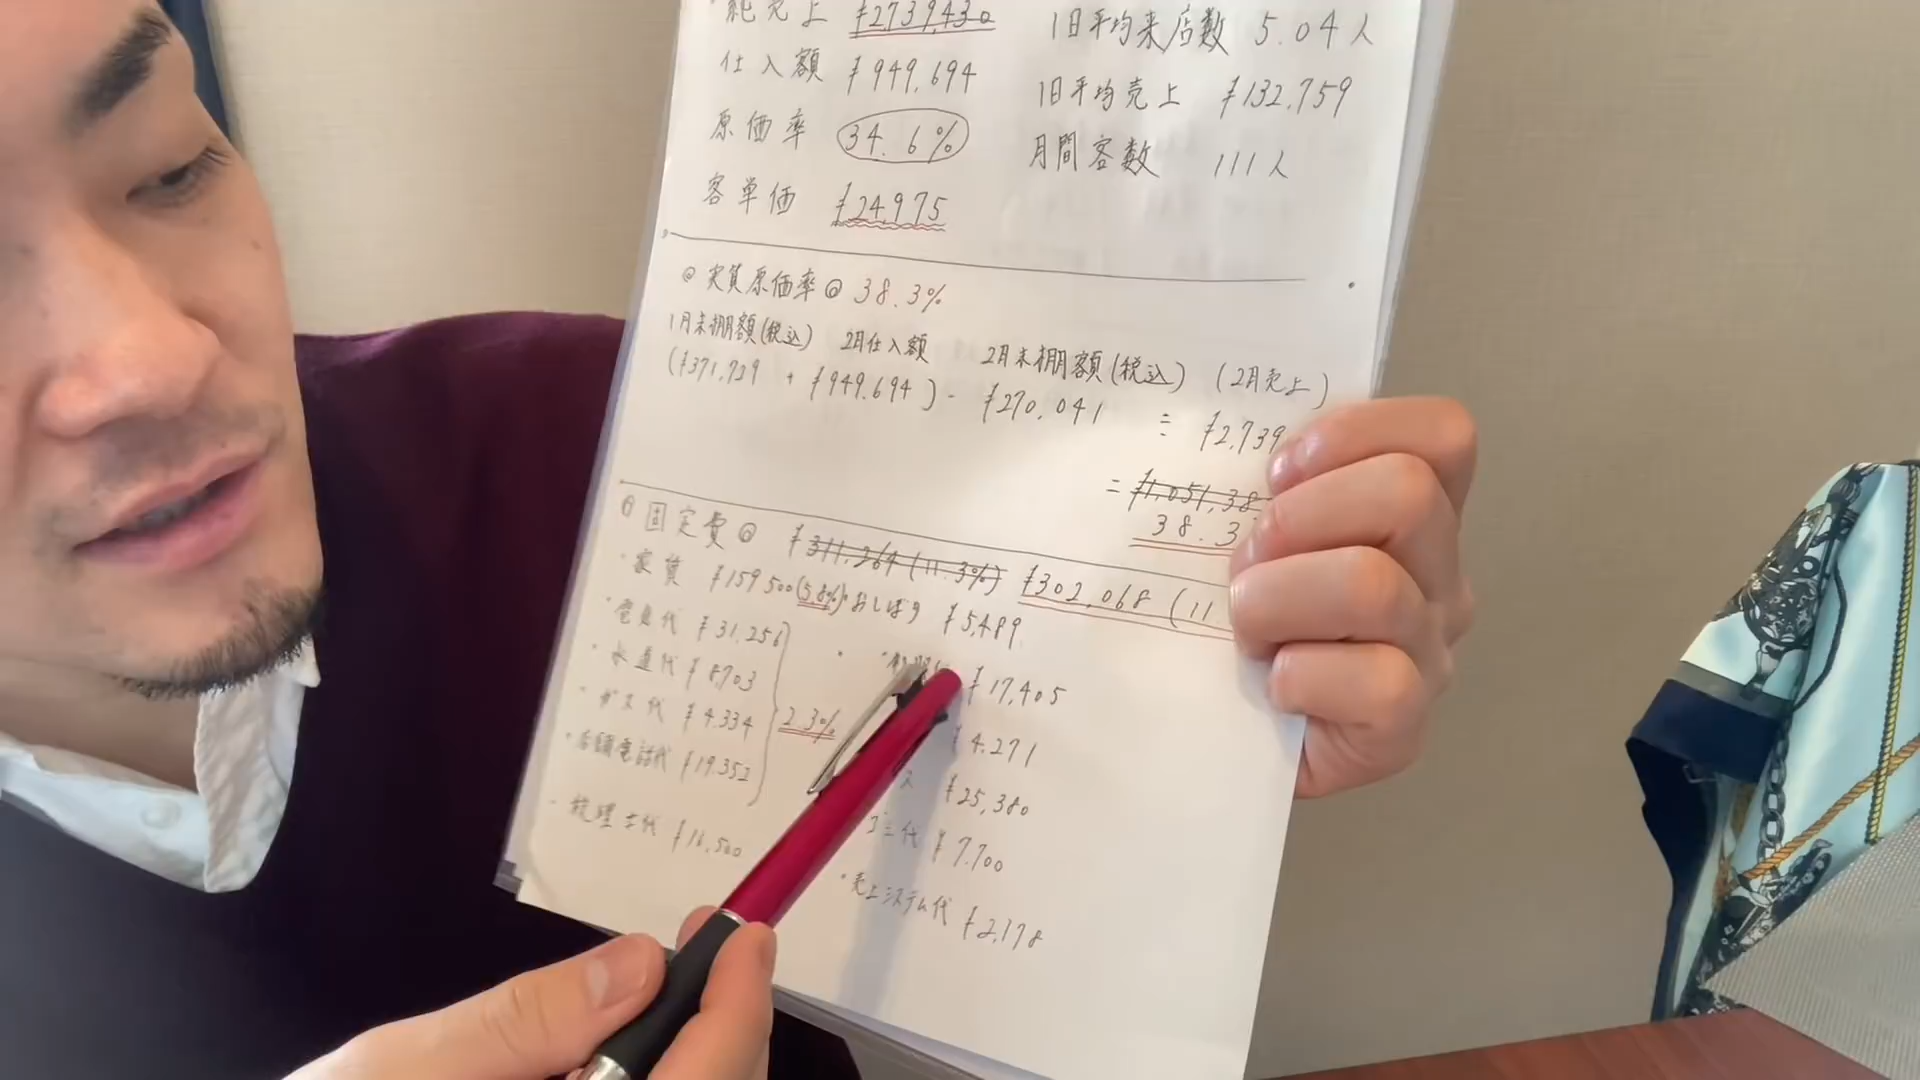 純売上 ¥2739,430 1日平均来店数 5.04人
仕入額 ¥949,694 1日平均売上 ¥132,759
原価率 34.6% 月間客数 111人
客単価 ¥24,975
◎実質原価率◎ 38.3%
1月末棚額(税込) 2月仕入額 2月末棚額(税込) (2月売上)
(¥371,729 + ¥949,694) - ¥270,041 ÷ ¥2,739
= ¥1,051,38
38.3
◎固定費◎ ¥311,264(11.3%) ¥302,068(11
・家賃 ¥159,500(5.8%)・おしぼり ¥5,489
・電気代 ¥31,256
¥17,405
・水道代 ¥8,703
¥4,271
・ガス代 ¥4,334 2.3%
ス ¥25,380
・店舗電話代 ¥19,352
ゴミ代 ¥7,700
・税理士代 ¥16,500
・売上システム代 ¥2,178